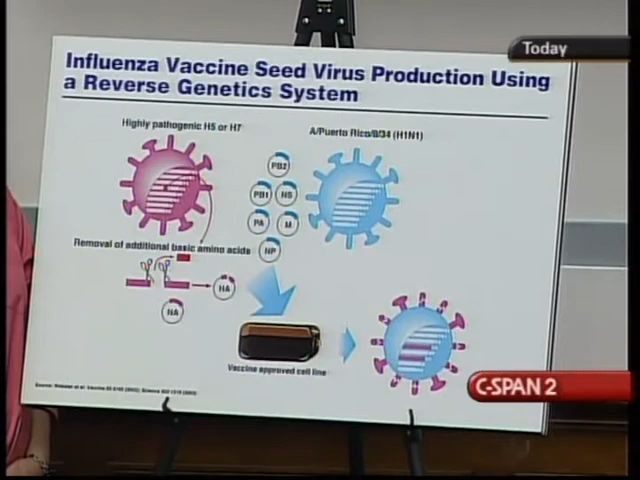 Today
Influenza Vaccine Seed Virus Production Using
a Reverse Genetics System
Highly pathogenic H5 or H7
A/Puerto Rico/8/34 (H1N1)
PB2
PB1
NS
PA
M
NP
Removal of additional basic amino acids
HA
NA
Vaccine approved cell line
C-SPAN 2